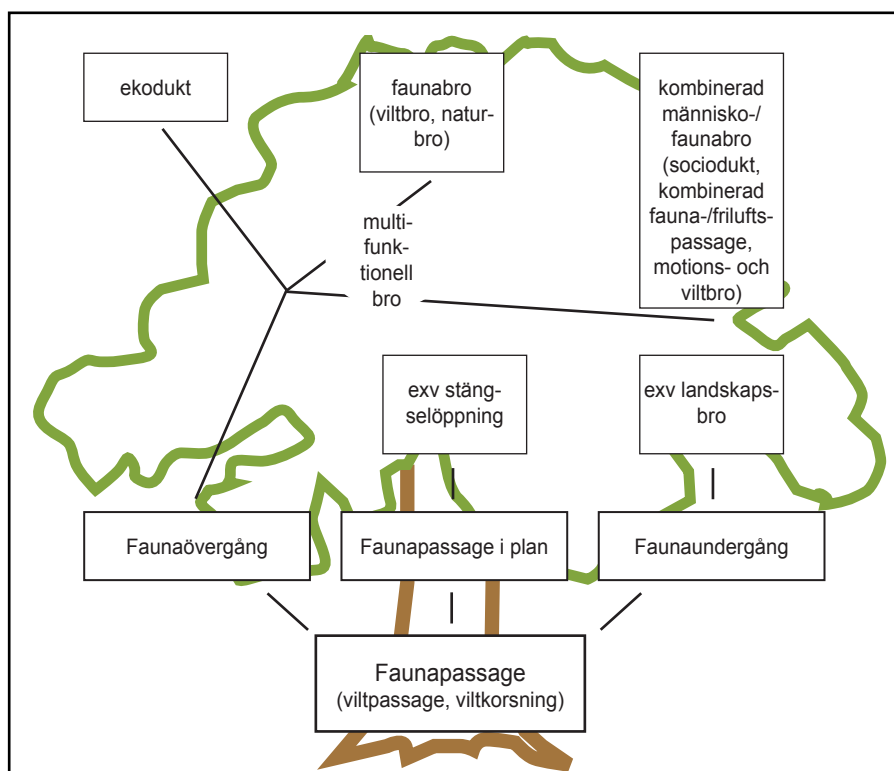 ekodukt
faunabro
(viltbro, natur-
bro)
kombinerad
människo-/
faunabro
(sociodukt,
kombinerad
fauna-/frilufts-
passage,
motions- och
viltbro)
multi-
funk-
tionell
bro
exv stäng-
selöppning
exv landskaps-
bro
Faunaövergång
Faunapassage i plan
Faunaundergång
Faunapassage
(viltpassage, viltkorsning)